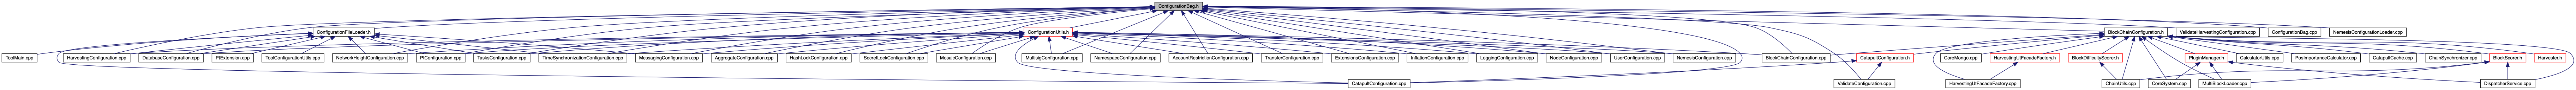 ConfigurationBag.h
ConfigurationFileLoader.h
ConfigurationUtils.h
BlockChainConfiguration.h
ValidateHarvestingConfiguration.cpp
ConfigurationBag.cpp
NemesisConfigurationLoader.cpp
ToolMain.cpp
HarvestingConfiguration.cpp
DatabaseConfiguration.cpp
PtExtension.cpp
ToolConfigurationUtils.cpp
NetworkHeightConfiguration.cpp
PtConfiguration.cpp
TasksConfiguration.cpp
TimeSynchronizationConfiguration.cpp
MessagingConfiguration.cpp
AggregateConfiguration.cpp
HashLockConfiguration.cpp
SecretLockConfiguration.cpp
MosaicConfiguration.cpp
MultisigConfiguration.cpp
NamespaceConfiguration.cpp
AccountRestrictionConfiguration.cpp
TransferConfiguration.cpp
ExtensionsConfiguration.cpp
InflationConfiguration.cpp
LoggingConfiguration.cpp
NodeConfiguration.cpp
UserConfiguration.cpp
NemesisConfiguration.cpp
BlockChainConfiguration.cpp
CatapultConfiguration.h
CoreMongo.cpp
HarvestingUtFacadeFactory.h
BlockDifficultyScorer.h
PluginManager.h
CalculatorUtils.cpp
PosImportanceCalculator.cpp
CatapultCache.cpp
ChainSynchronizer.cpp
BlockScorer.h
Harvester.h
CatapultConfiguration.cpp
ValidateConfiguration.cpp
HarvestingUtFacadeFactory.cpp
ChainUtils.cpp
CoreSystem.cpp
MultiBlockLoader.cpp
DispatcherService.cpp